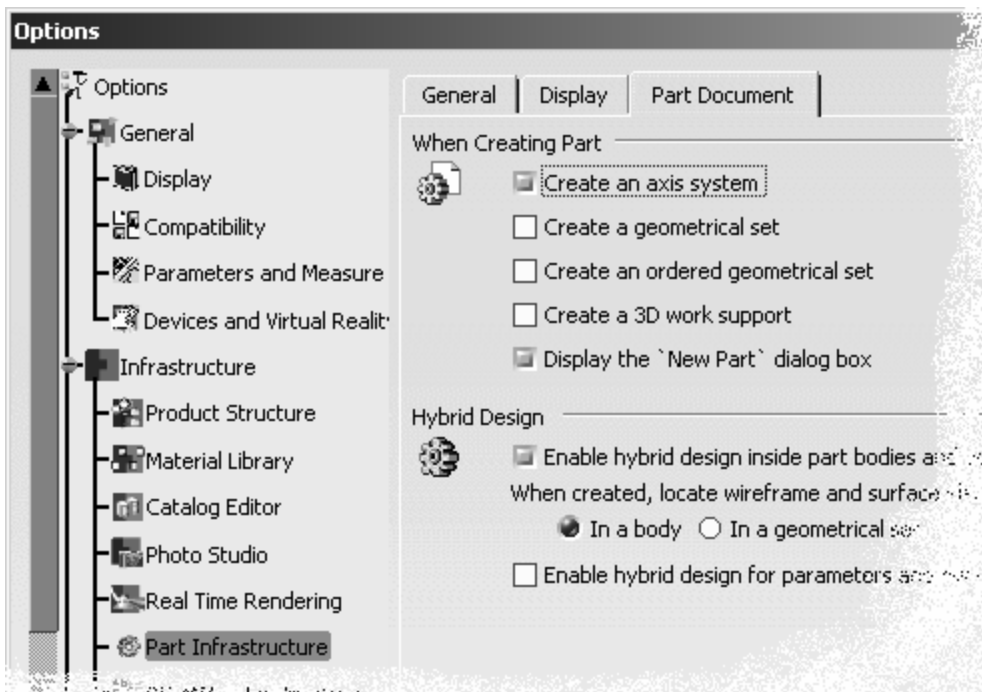 Options
Options
General
Display
Compatibility
Parameters and Measure
Devices and Virtual Realit
Infrastructure
Product Structure
Material Library
Catalog Editor
Photo Studio
Real Time Rendering
Part Infrastructure
General Display Part Document
When Creating Part
Create an axis system
Create a geometrical set
Create an ordered geometrical set
Create a 3D work support
Display the `New Part` dialog box
Hybrid Design
Enable hybrid design inside part bodies and
When created, locate wireframe and surface
In a body In a geometrical set
Enable hybrid design for parameters and